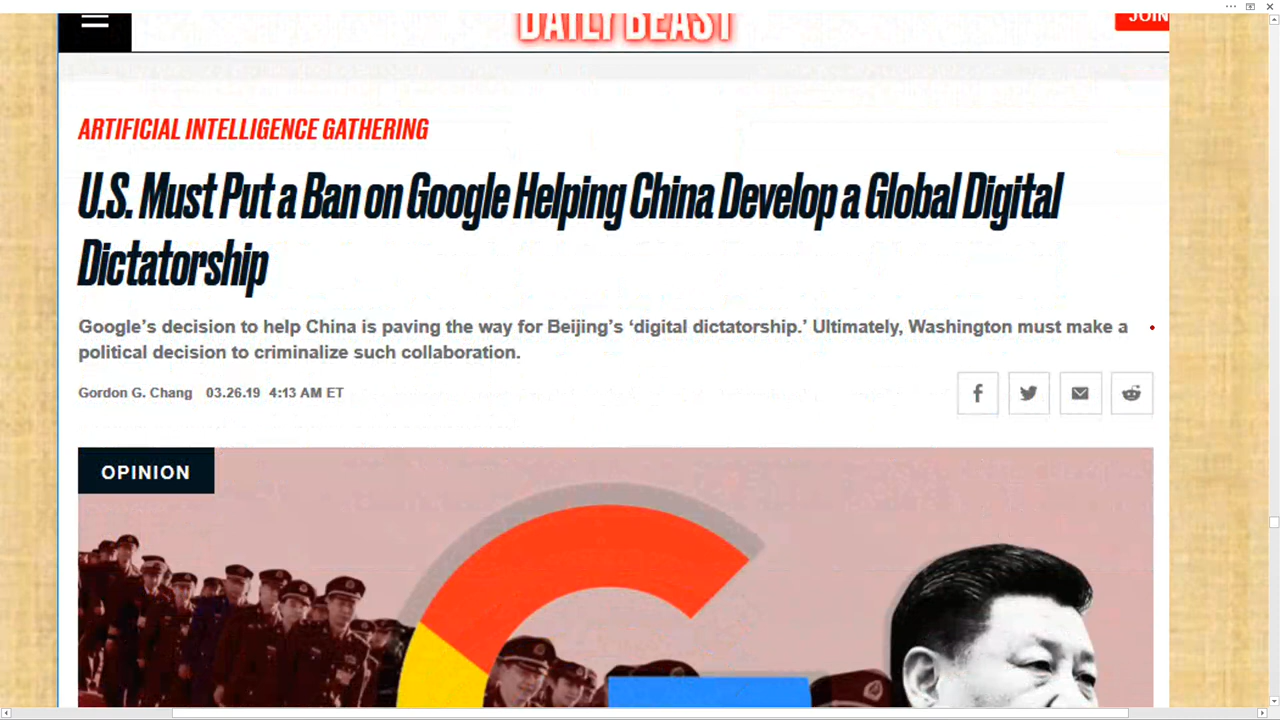 DAILY BEAST
JOIN
ARTIFICIAL INTELLIGENCE GATHERING
U.S. Must Put a Ban on Google Helping China Develop a Global Digital
Dictatorship
Google’s decision to help China is paving the way for Beijing’s ‘digital dictatorship.’ Ultimately, Washington must make a
political decision to criminalize such collaboration.
Gordon G. Chang 03.26.19 4:13 AM ET
OPINION